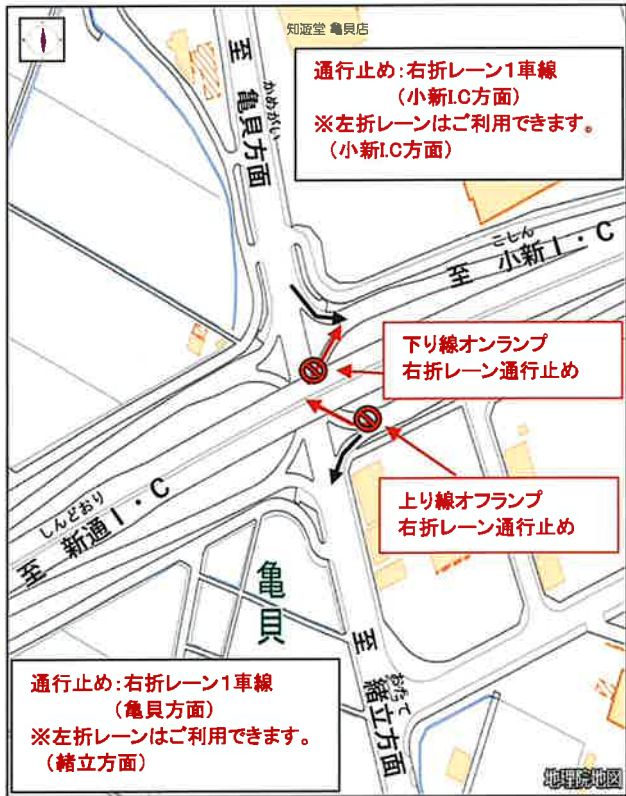 知遊堂 亀貝店
通行止め:右折レーン1車線
(小新I.C方面)
※左折レーンはご利用できます。
(小新I.C方面)
かめがい
至 亀貝方面
こしん
至 小新I・C
下り線オンランプ
右折レーン通行止め
上り線オフランプ
右折レーン通行止め
しんどおり
至 新通I・C
亀貝
おたて
至 緒立方面
通行止め:右折レーン1車線
(亀貝方面)
※左折レーンはご利用できます。
(緒立方面)
地理院地図